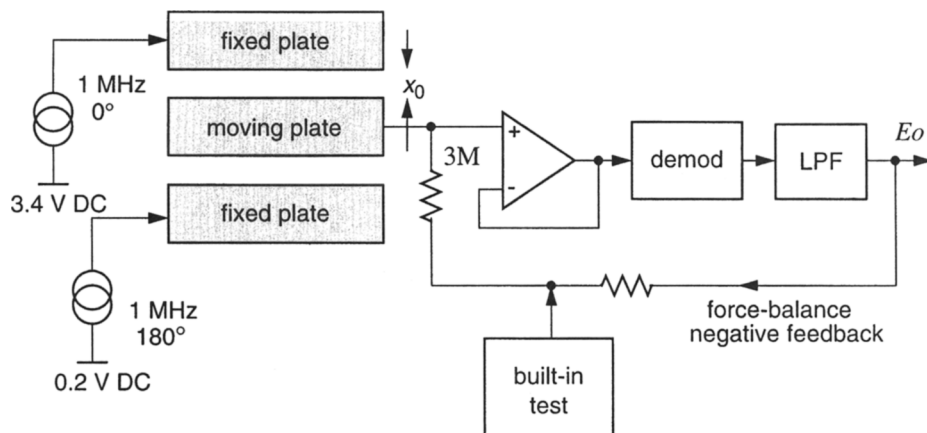 fixed plate
1 MHz
0°
x₀
moving plate
3M
+
-
demod
LPF
Eo
3.4 V DC
fixed plate
1 MHz
180°
force-balance
negative feedback
built-in
test
0.2 V DC